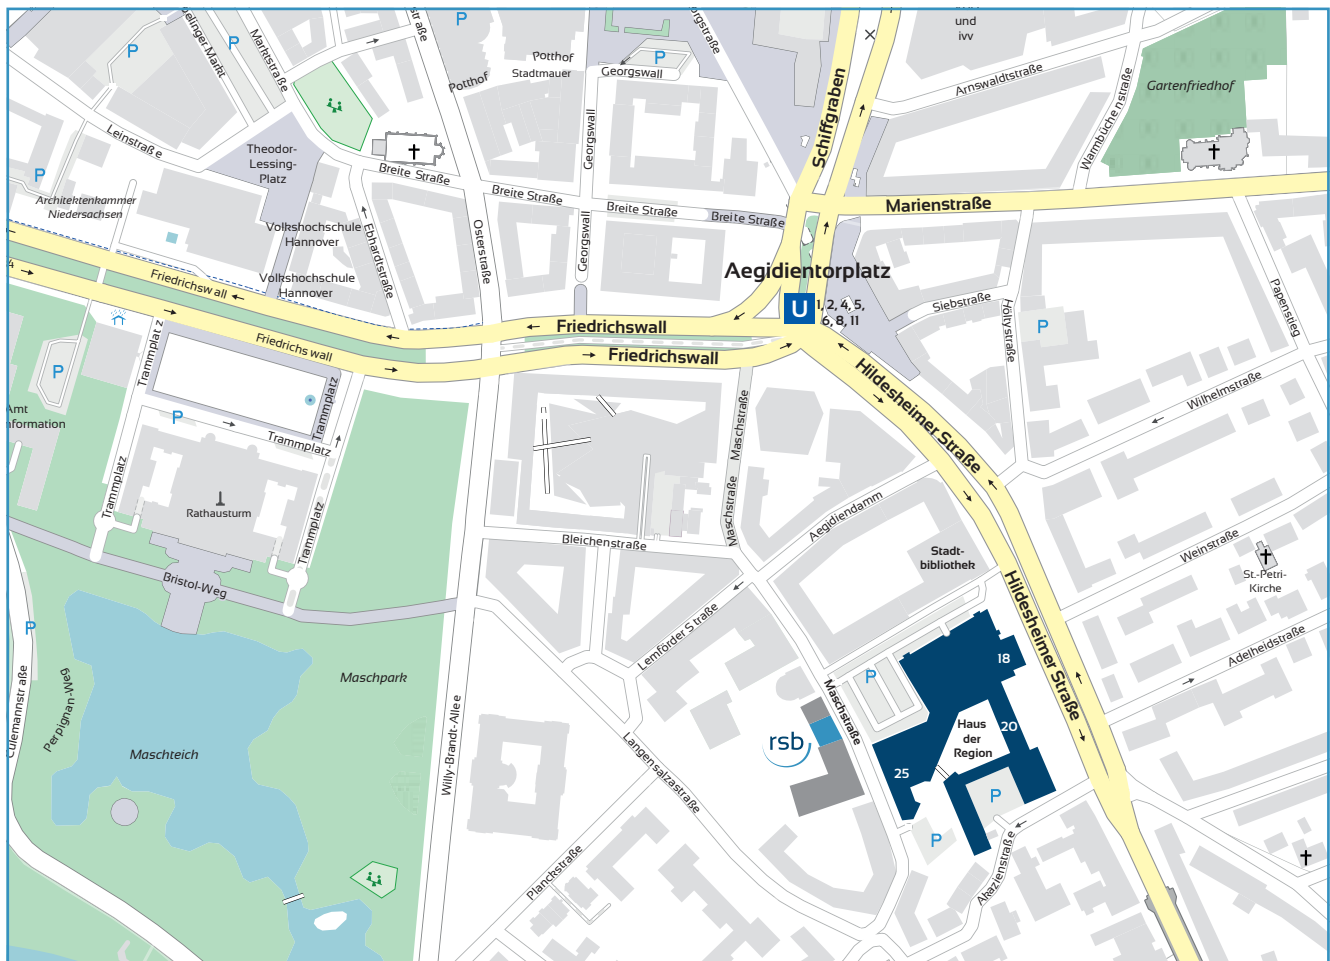 und
ivv
Marktstraße
P
P
P
Potthof
Stadtmauer
Potthof
P
Georgswall
Schiffgraben
Arnswaldtstraße
Gartenfriedhof
Warmbüchenstraße
Leinstraße
Theodor-
Lessing-
Platz
Georgswall
Breite Straße
Breite Straße
Breite Straße
Breite Straße
Marienstraße
P
Architektenkammer
Niedersachsen
Volkshochschule
Hannover
Volkshochschule
Hannover
Ebhardtstraße
Osterstraße
Georgswall
Aegidientorplatz
U
1, 2, 4, 5,
6, 8, 11
Siebstraße
Höltystraße
P
Papenstieg
Friedrichswall
Friedrichswall
Friedrichswall
Friedrichswall
Hildesheimer Straße
Wilhelmstraße
P
Amt
Trammplatz
Trammplatz
P
Trammplatz
Trammplatz
Trammplatz
Rathausturm
Maschstraße
Maschstraße
Bleichenstraße
Aegidiendamm
Stadt-
bibliothek
Weinstraße
St.-Petri-
Kirche
Bristol-Weg
Hildesheimer Straße
Adelheidstraße
P
Culemannstraße
Perpignan-Weg
Maschpark
Maschteich
Willy-Brandt-Allee
Lemförder Straße
Langensalzastraße
Maschstraße
P
rsb
18
20
25
Haus
der
Region
P
P
Planckstraße
Akazienstraße